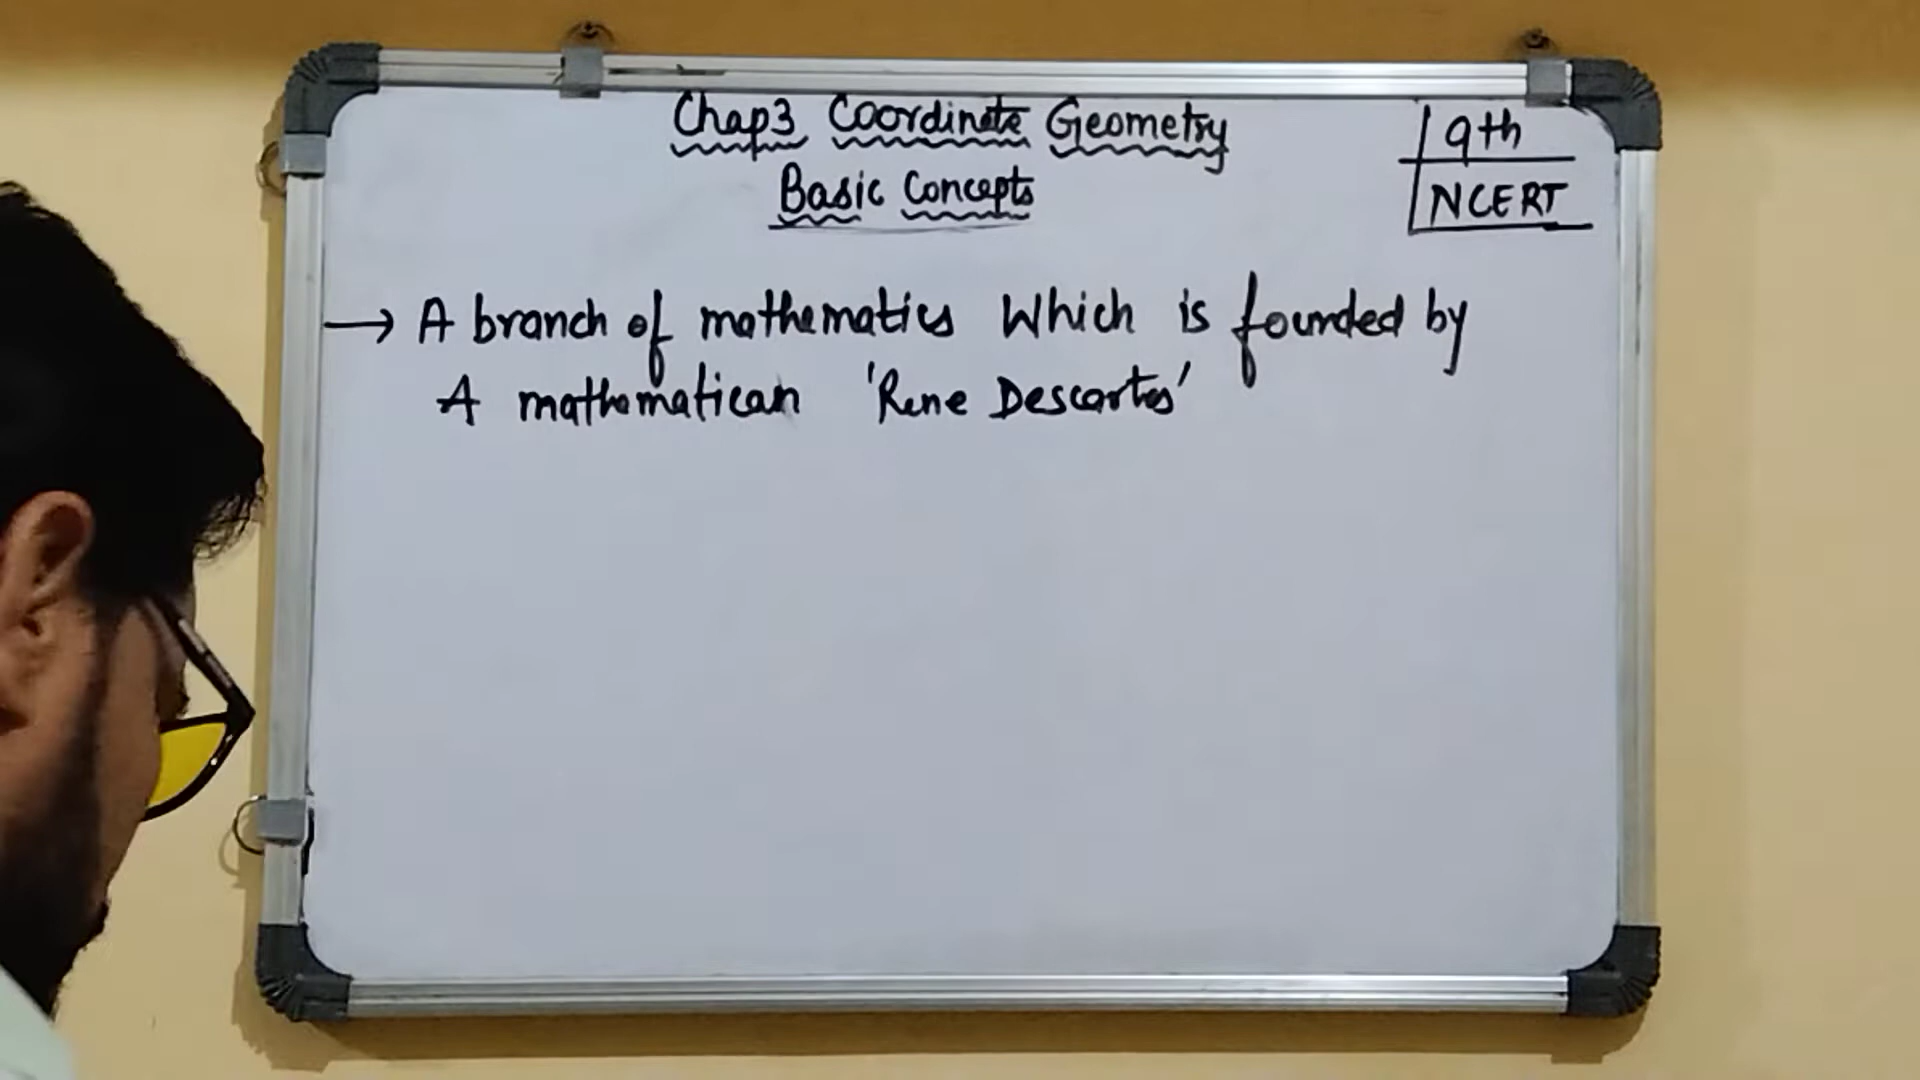 Chap3 Coordinate Geometry
Basic Concepts
9th
NCERT
→ A branch of mathematics Which is founded by
A mathematican 'Rene Descartes'